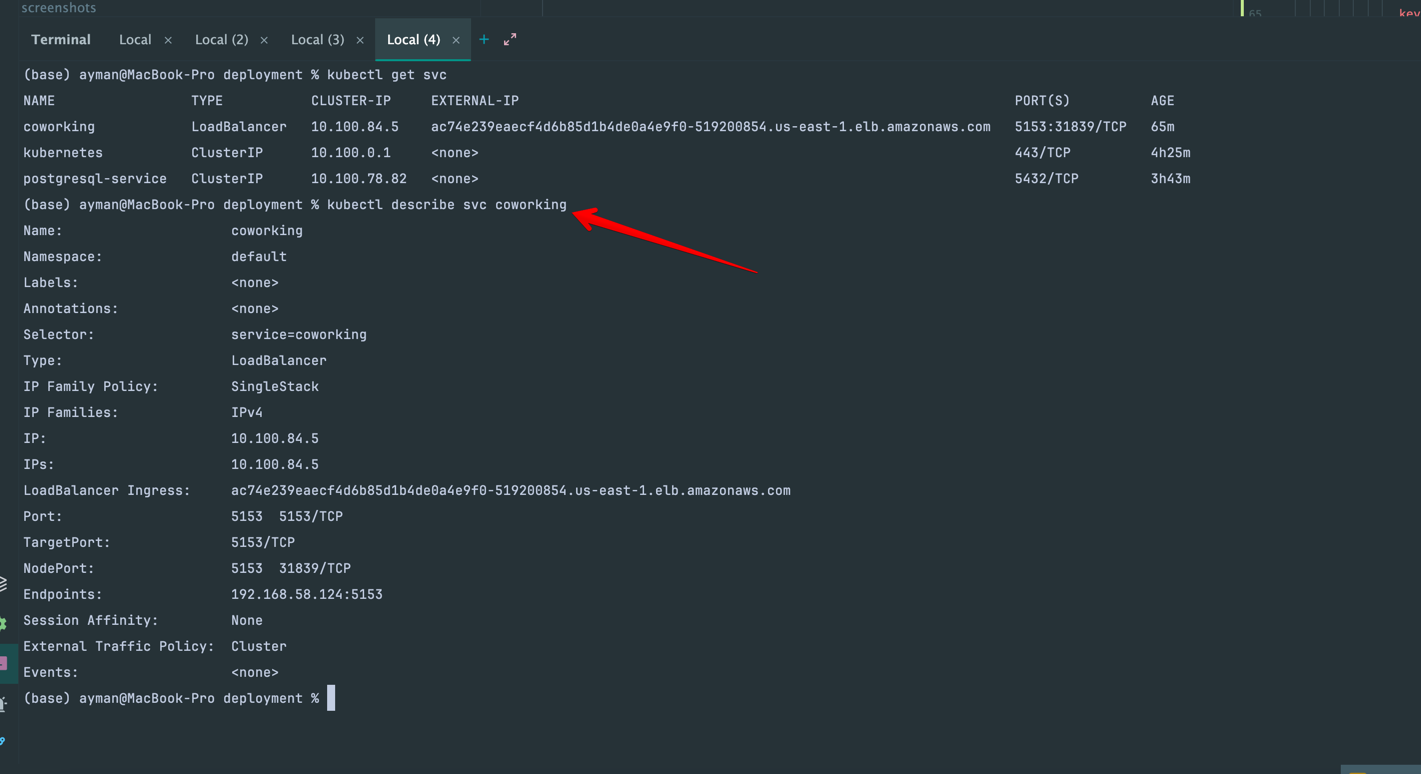 screenshots
65
key
Terminal Local × Local (2) × Local (3) × Local (4) × +
(base) ayman@MacBook-Pro deployment % kubectl get svc
NAME TYPE CLUSTER-IP EXTERNAL-IP PORT(S) AGE
coworking LoadBalancer 10.100.84.5 ac74e239eaecf4d6b85d1b4de0a4e9f0-519200854.us-east-1.elb.amazonaws.com 5153:31839/TCP 65m
kubernetes ClusterIP 10.100.0.1 <none> 443/TCP 4h25m
postgresql-service ClusterIP 10.100.78.82 <none> 5432/TCP 3h43m
(base) ayman@MacBook-Pro deployment % kubectl describe svc coworking
Name: coworking
Namespace: default
Labels: <none>
Annotations: <none>
Selector: service=coworking
Type: LoadBalancer
IP Family Policy: SingleStack
IP Families: IPv4
IP: 10.100.84.5
IPs: 10.100.84.5
LoadBalancer Ingress: ac74e239eaecf4d6b85d1b4de0a4e9f0-519200854.us-east-1.elb.amazonaws.com
Port: 5153 5153/TCP
TargetPort: 5153/TCP
NodePort: 5153 31839/TCP
Endpoints: 192.168.58.124:5153
Session Affinity: None
External Traffic Policy: Cluster
Events: <none>
(base) ayman@MacBook-Pro deployment %